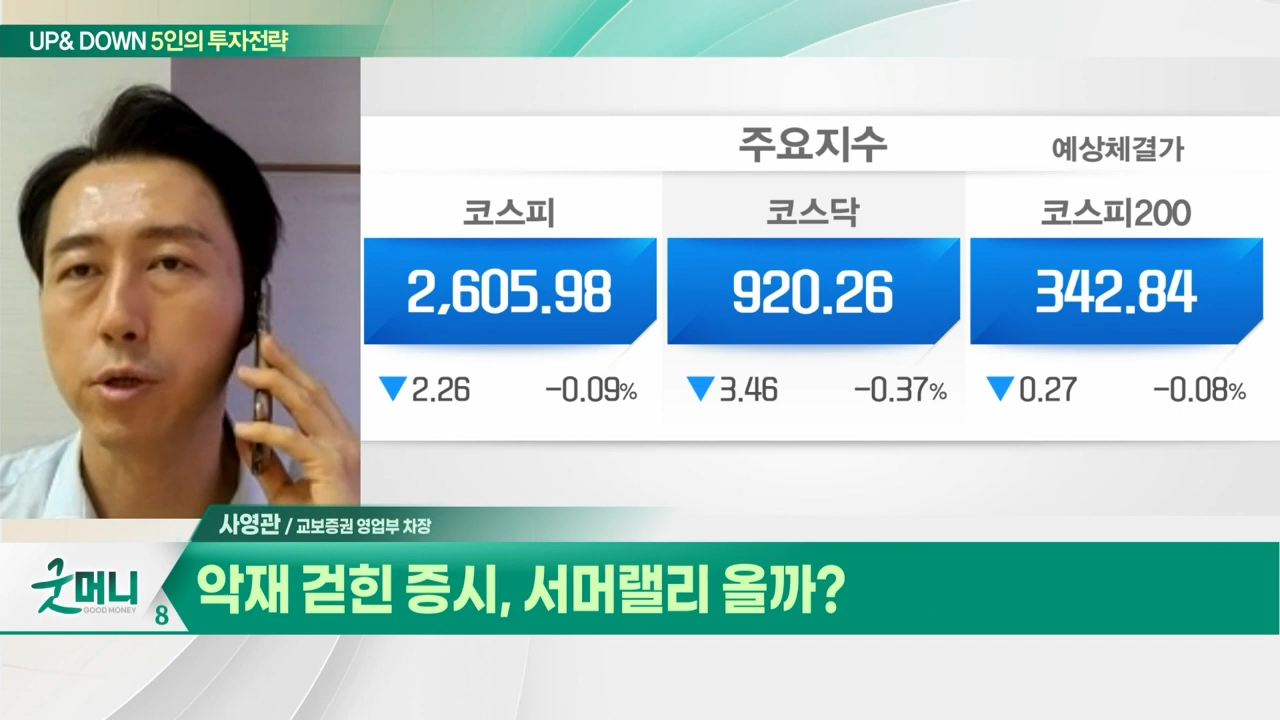 UP& DOWN 5인의 투자전략
주요지수
예상체결가
코스피
코스닥
코스피200
2,605.98
920.26
342.84
▼2.26 -0.09%
▼3.46 -0.37%
▼0.27 -0.08%
사영관 / 교보증권 영업부 차장
굿머니
GOOD MONEY
8
악재 걷힌 증시, 서머랠리 올까?